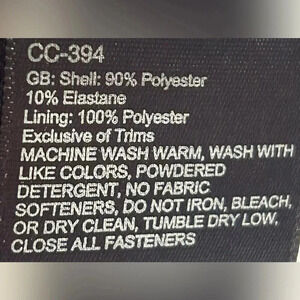 CC-394
GB: Shell: 90% Polyester
10% Elastane
Lining: 100% Polyester
Exclusive of Trims
MACHINE WASH WARM, WASH WITH
LIKE COLORS, POWDERED
DETERGENT, NO FABRIC
SOFTENERS, DO NOT IRON, BLEACH,
OR DRY CLEAN, TUMBLE DRY LOW,
CLOSE ALL FASTENERS